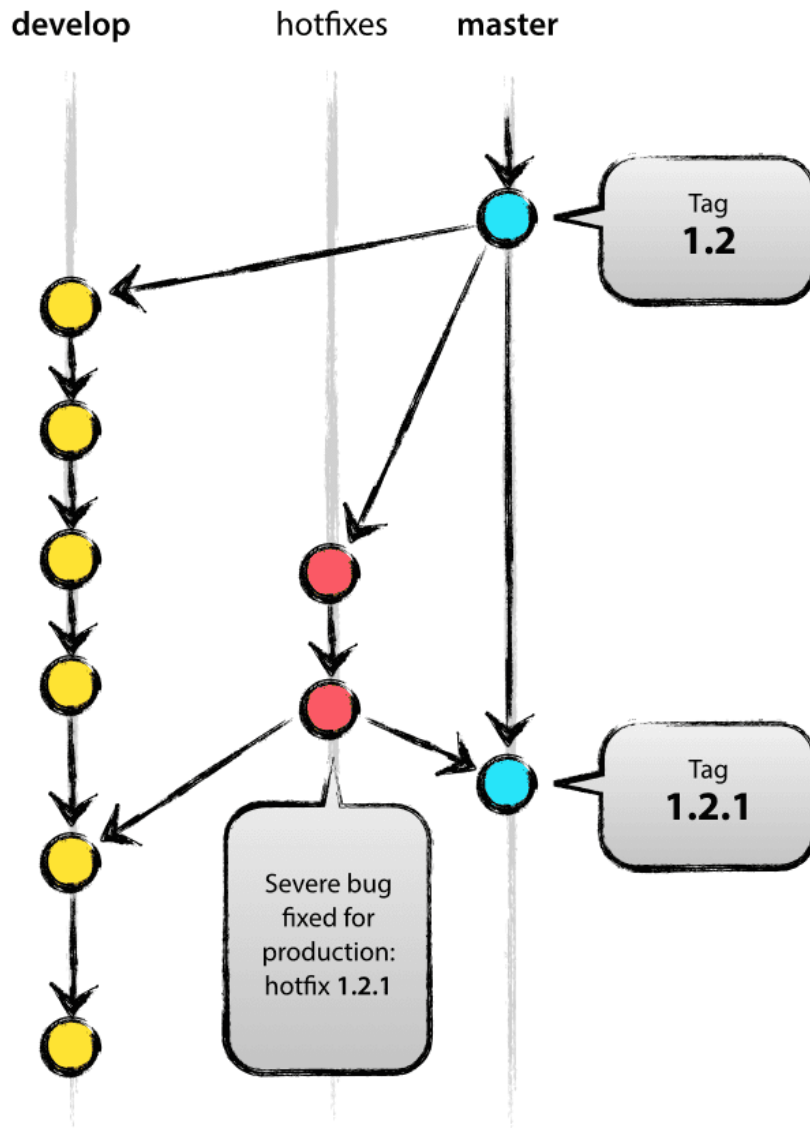 develop
hotfixes
master
Tag
1.2
Tag
1.2.1
Severe bug
fixed for
production:
hotfix 1.2.1